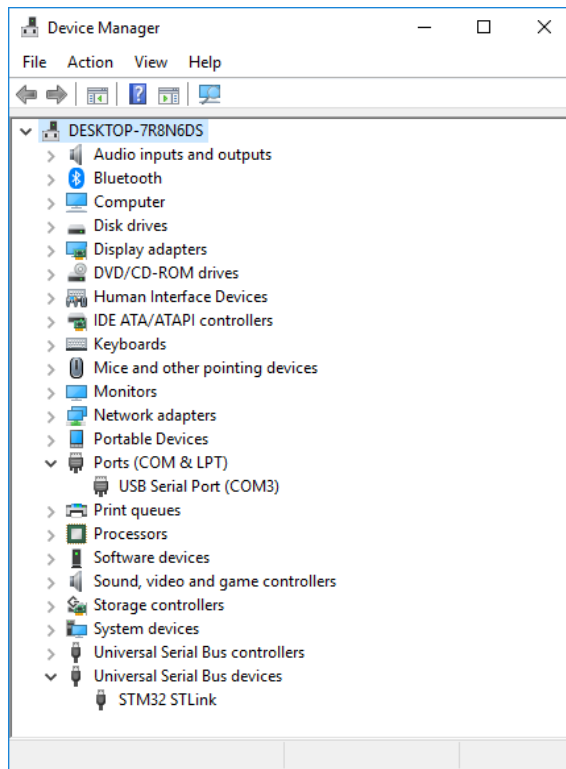 Device Manager
File Action View Help
DESKTOP-7R8N6DS
Audio inputs and outputs
Bluetooth
Computer
Disk drives
Display adapters
DVD/CD-ROM drives
Human Interface Devices
IDE ATA/ATAPI controllers
Keyboards
Mice and other pointing devices
Monitors
Network adapters
Portable Devices
Ports (COM & LPT)
USB Serial Port (COM3)
Print queues
Processors
Software devices
Sound, video and game controllers
Storage controllers
System devices
Universal Serial Bus controllers
Universal Serial Bus devices
STM32 STLink